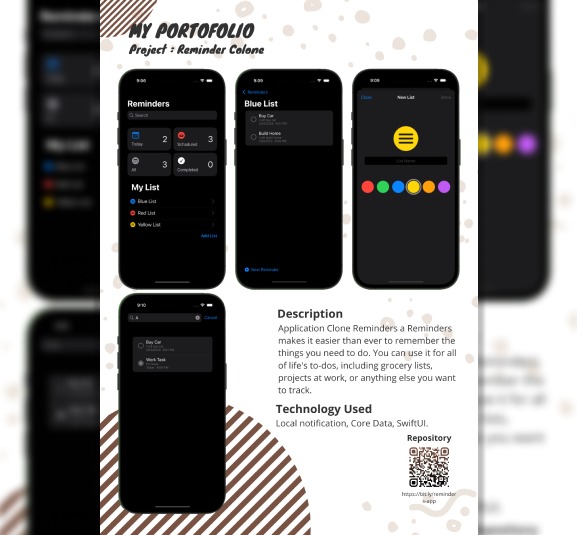 MY PORTOFOLIO
Project : Reminder Colone
9:06
Reminders
Search
Today
2
Scheduled
3
All
3
Completed
0
My List
Blue List
Red List
Yellow List
Add List
9:09
Reminders
Blue List
Buy Car
Build Home
New Reminder
9:09
Close
New List
List Name
9:10
A
Cancel
Buy Car
Work Task
Description
Application Clone Reminders a Reminders
makes it easier than ever to remember the
things you need to do. You can use it for all
of life's to-dos, including grocery lists,
projects at work, or anything else you want
to track.
Technology Used
Local notification, Core Data, SwiftUI.
Repository
https://bit.ly/reminder
s-app